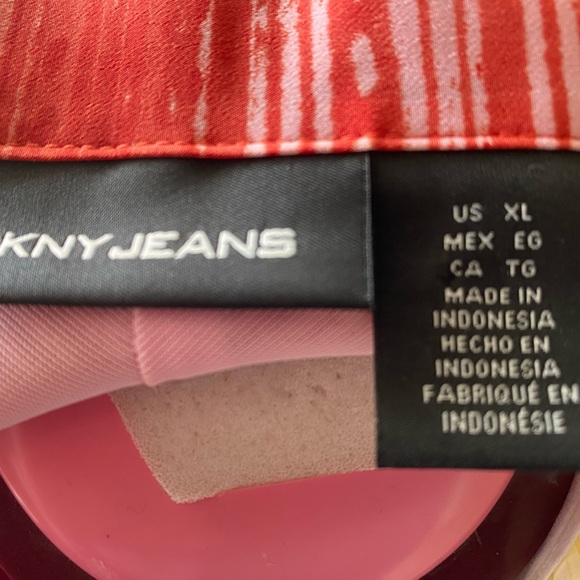 KNY JEANS
US XL
MEX EG
CA TG
MADE IN
INDONESIA
HECHO EN
INDONESIA
FABRIQUÉ EN
INDONÉSIE